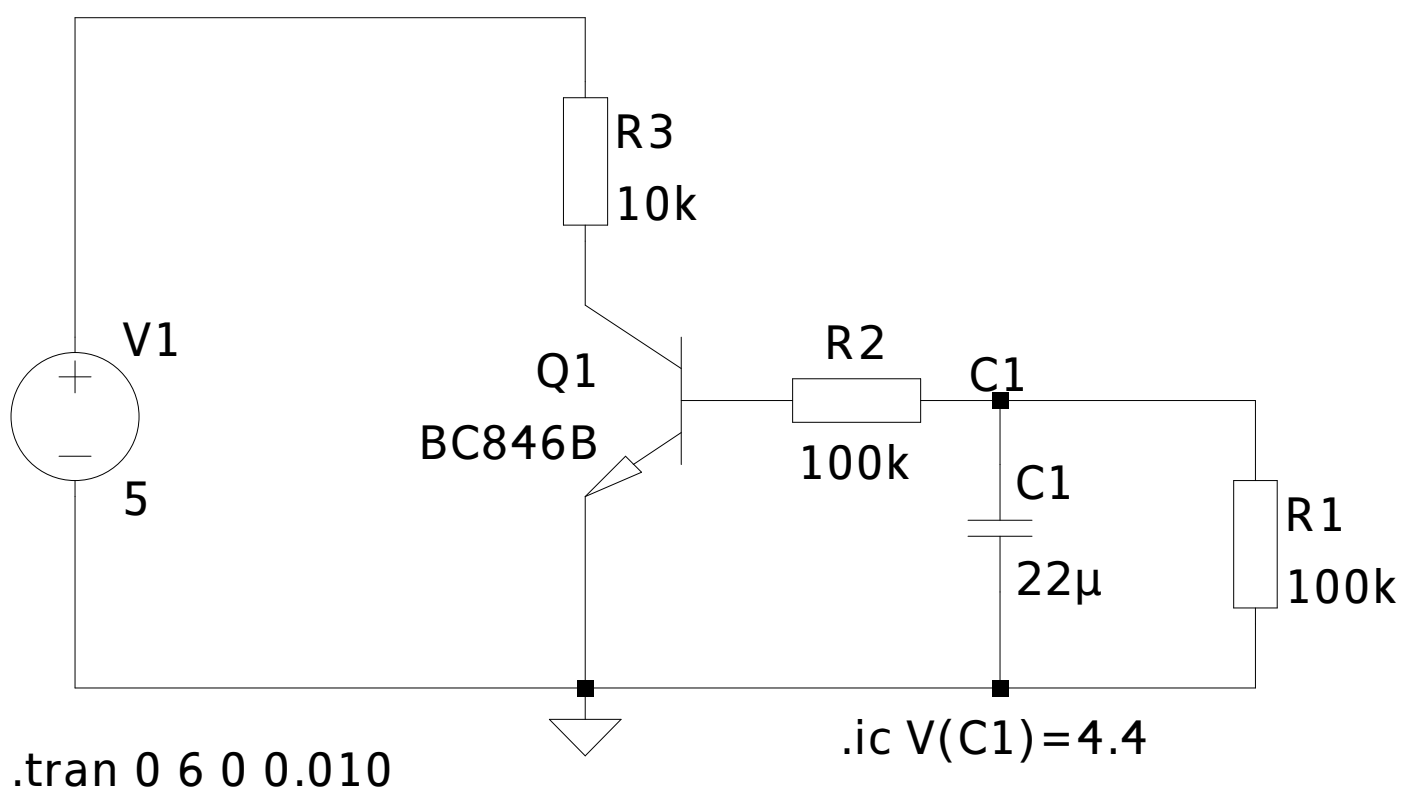 R3
10k
V1
5
Q1
BC846B
R2
100k
C1
C1
22µ
R1
100k
.ic V(C1)=4.4
.tran 0 6 0 0.010